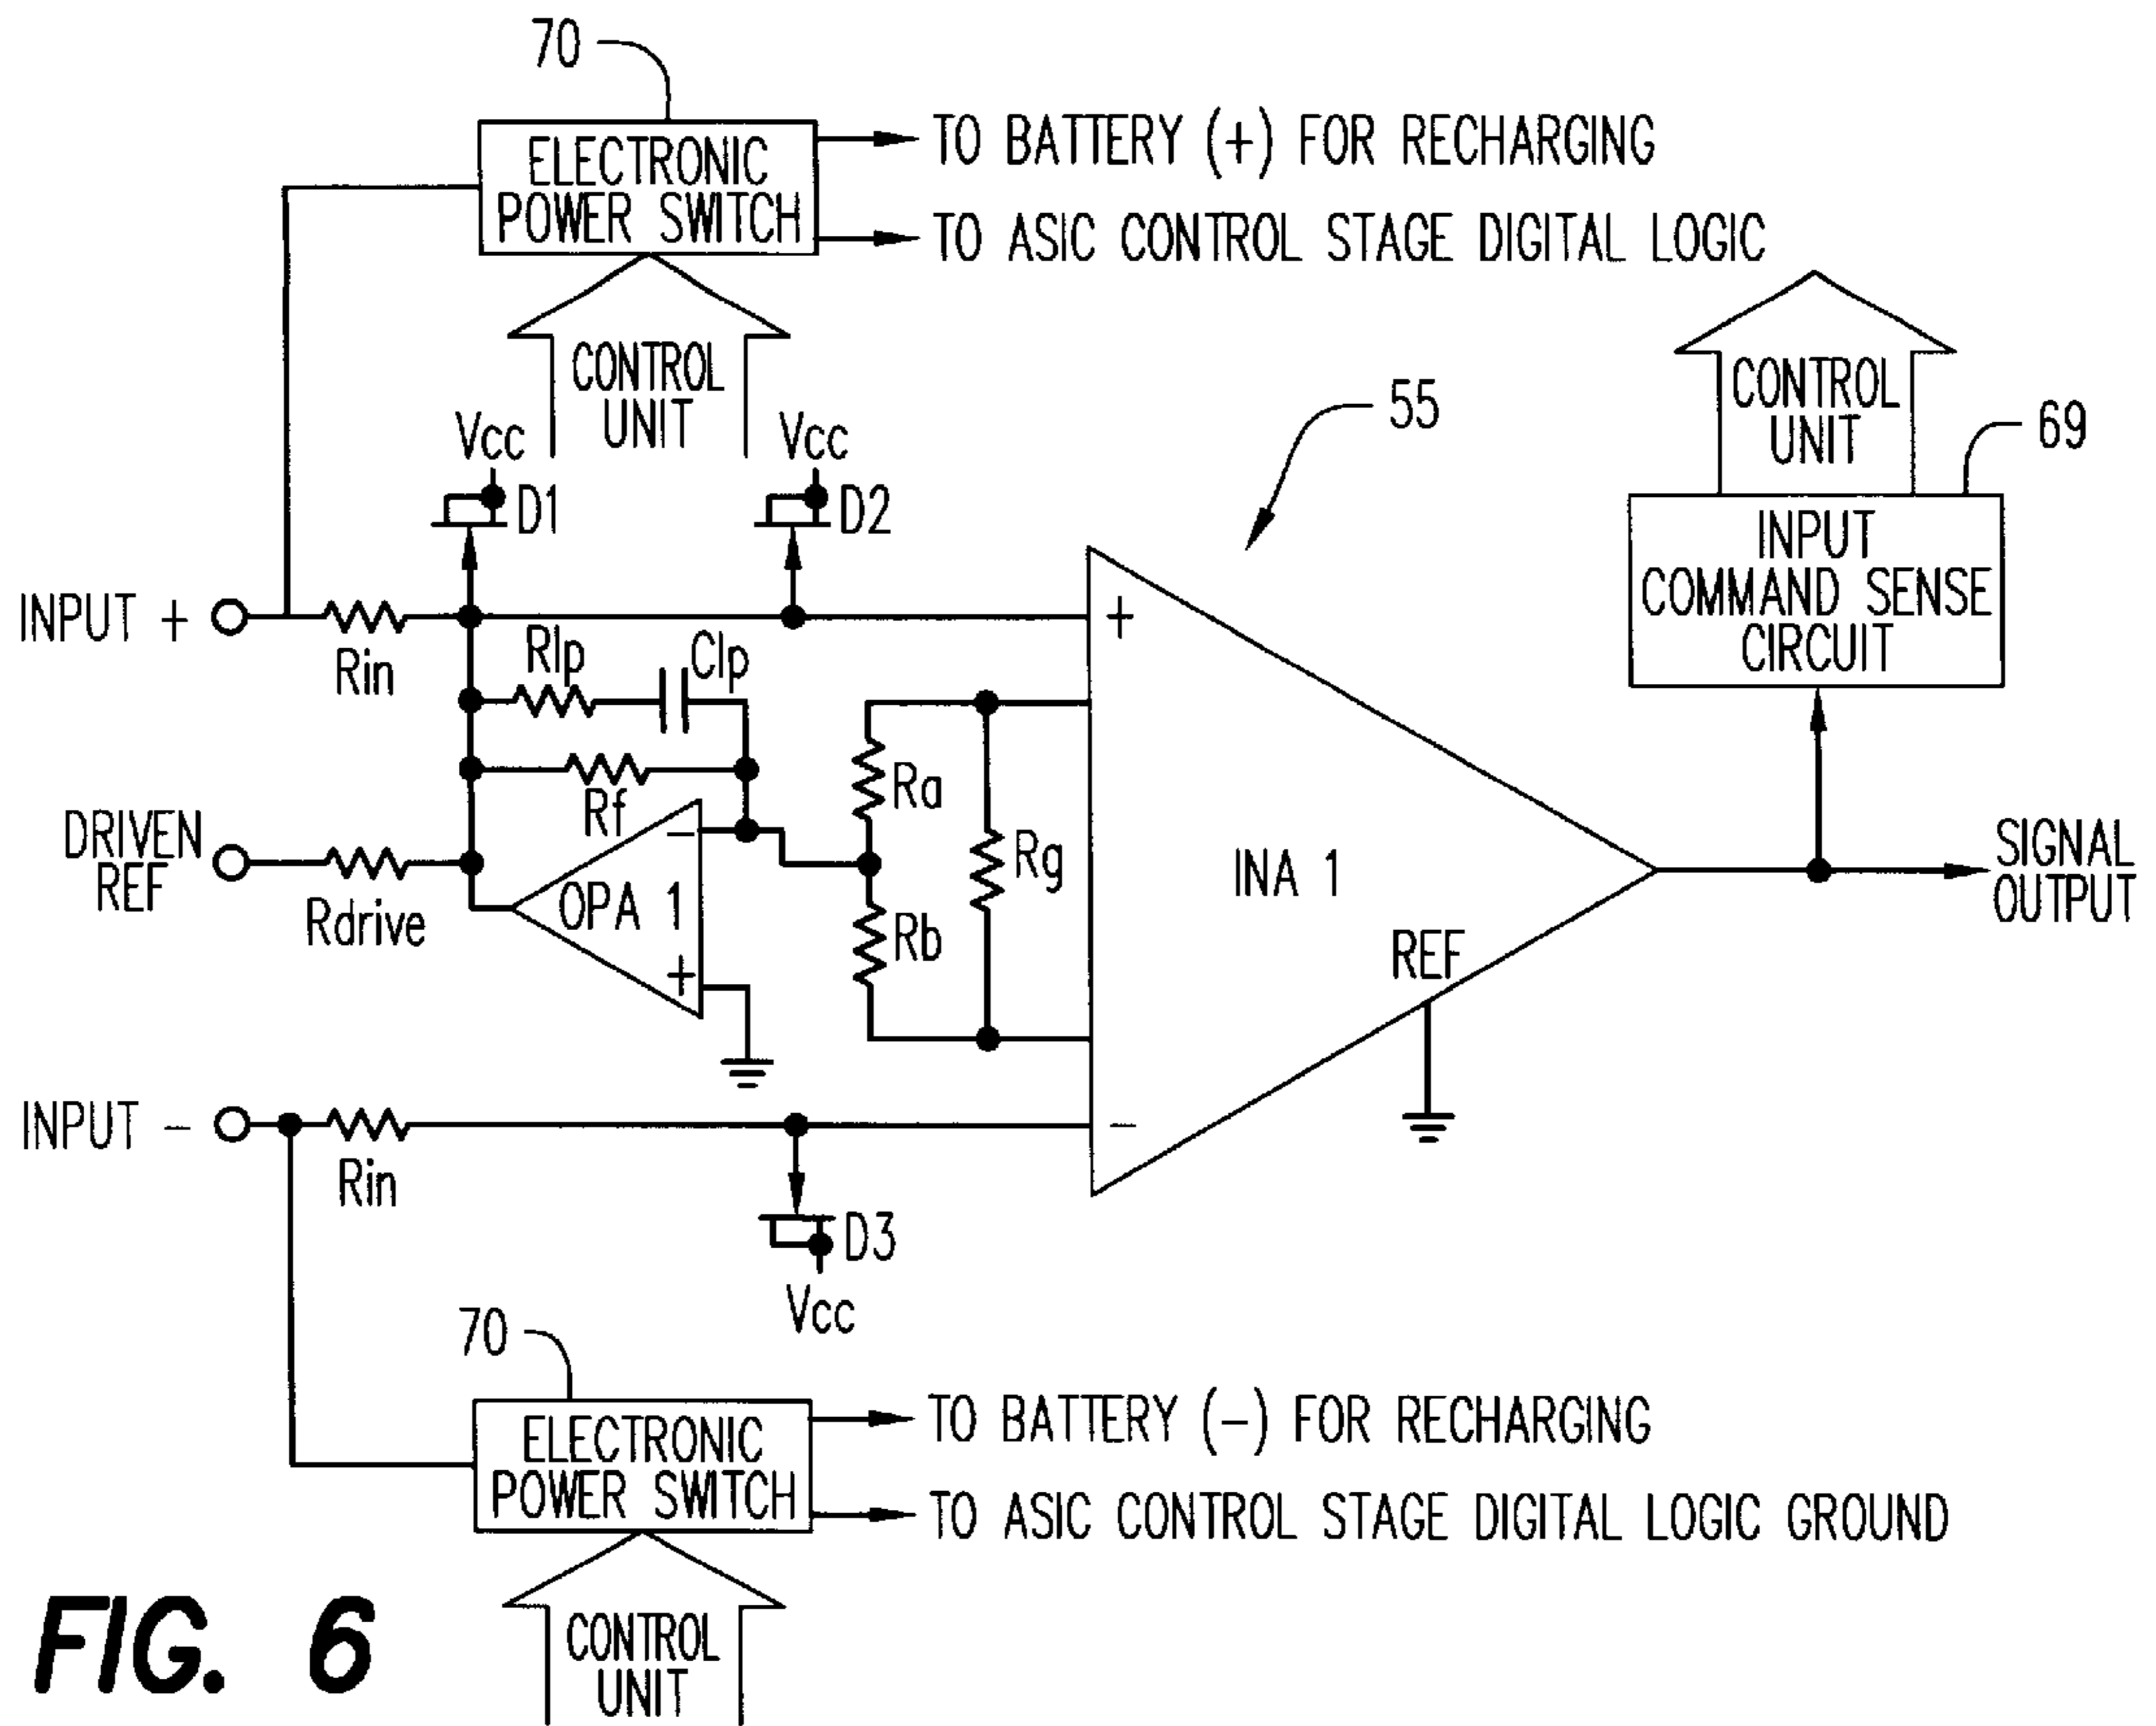 70
ELECTRONIC
POWER SWITCH
TO BATTERY (+) FOR RECHARGING
TO ASIC CONTROL STAGE DIGITAL LOGIC
CONTROL
UNIT
CONTROL
UNIT
55
69
Vcc
Vcc
D1
D2
INPUT
COMMAND SENSE
CIRCUIT
INPUT +
Rin
Rlp
Clp
+
Ra
Rf
Rg
DRIVEN
REF
Rdrive
−
OPA 1
+
Rb
INA 1
SIGNAL
OUTPUT
REF
INPUT −
Rin
−
D3
Vcc
70
ELECTRONIC
POWER SWITCH
TO BATTERY (−) FOR RECHARGING
TO ASIC CONTROL STAGE DIGITAL LOGIC GROUND
CONTROL
UNIT
FIG. 6